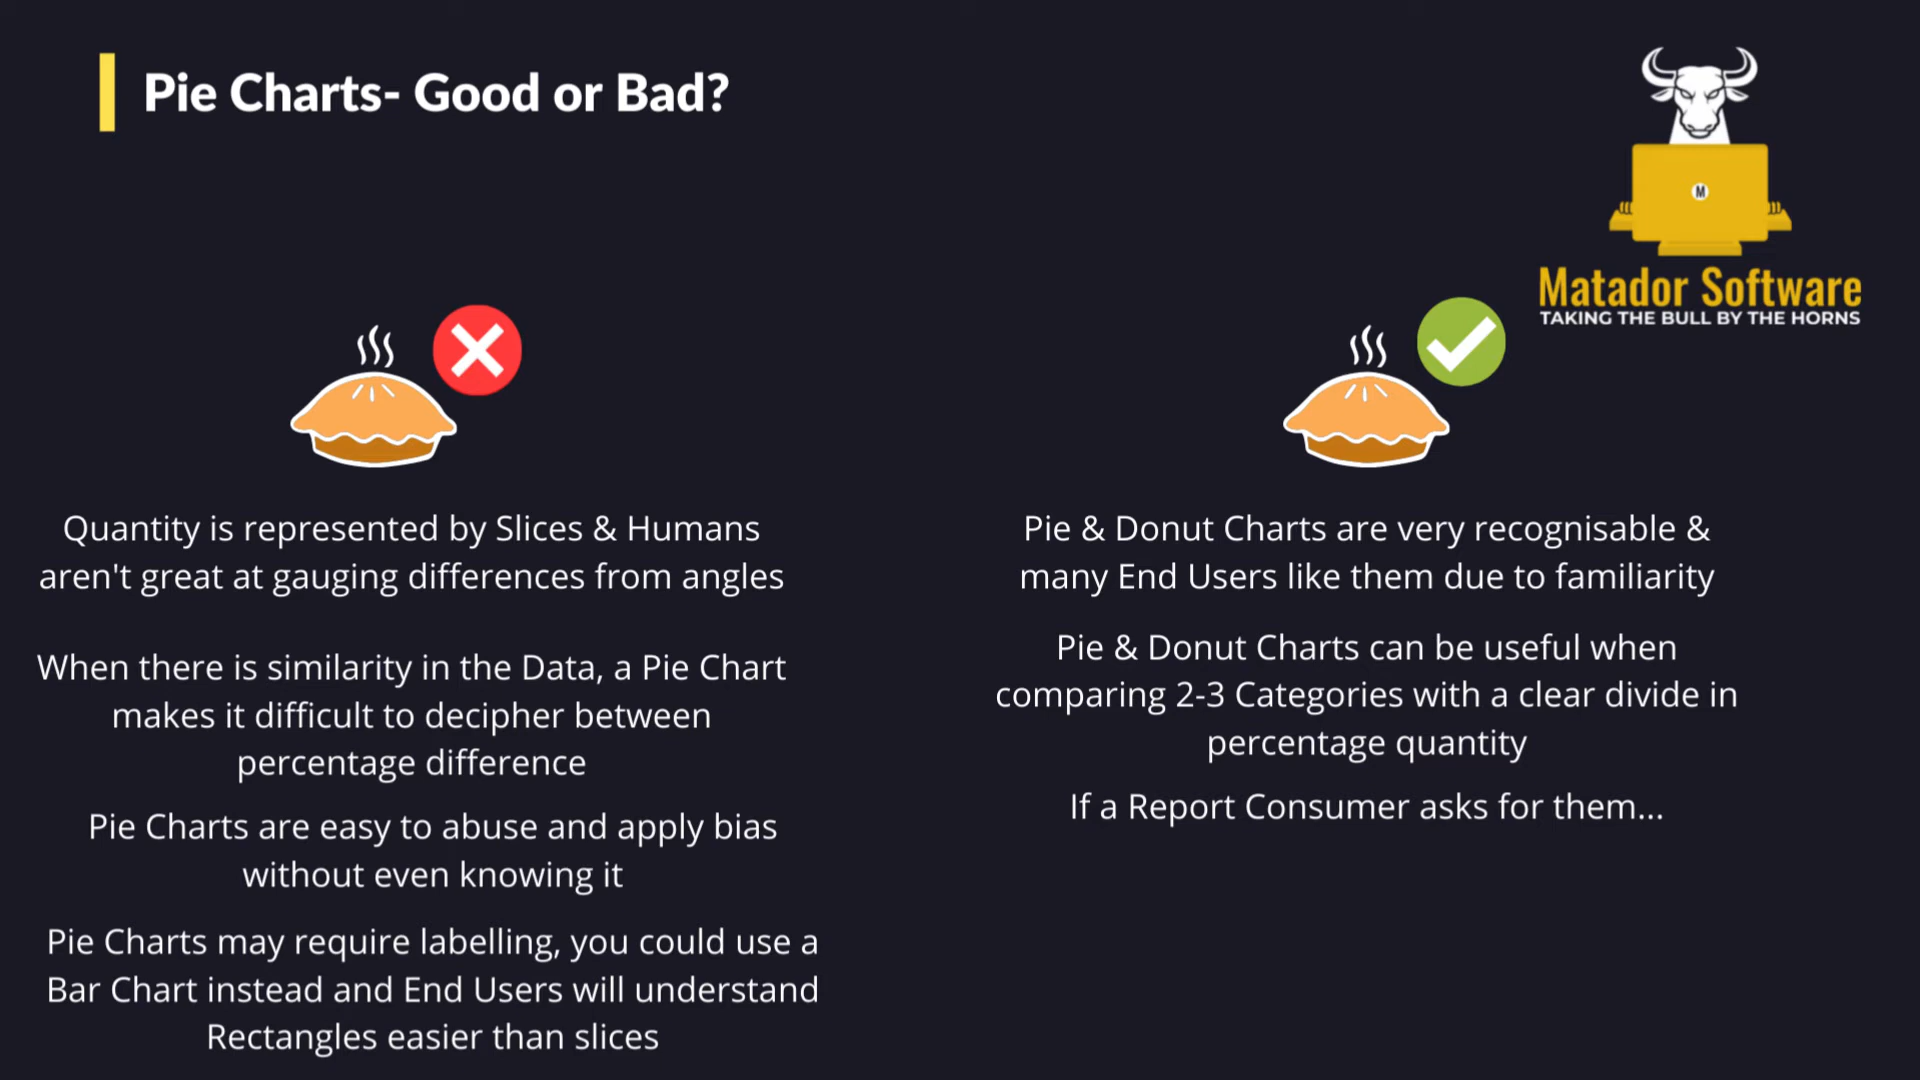 Pie Charts- Good or Bad?
M
Matador Software
TAKING THE BULL BY THE HORNS
Quantity is represented by Slices & Humans
aren't great at gauging differences from angles
When there is similarity in the Data, a Pie Chart
makes it difficult to decipher between
percentage difference
Pie Charts are easy to abuse and apply bias
without even knowing it
Pie Charts may require labelling, you could use a
Bar Chart instead and End Users will understand
Rectangles easier than slices
Pie & Donut Charts are very recognisable &
many End Users like them due to familiarity
Pie & Donut Charts can be useful when
comparing 2-3 Categories with a clear divide in
percentage quantity
If a Report Consumer asks for them...